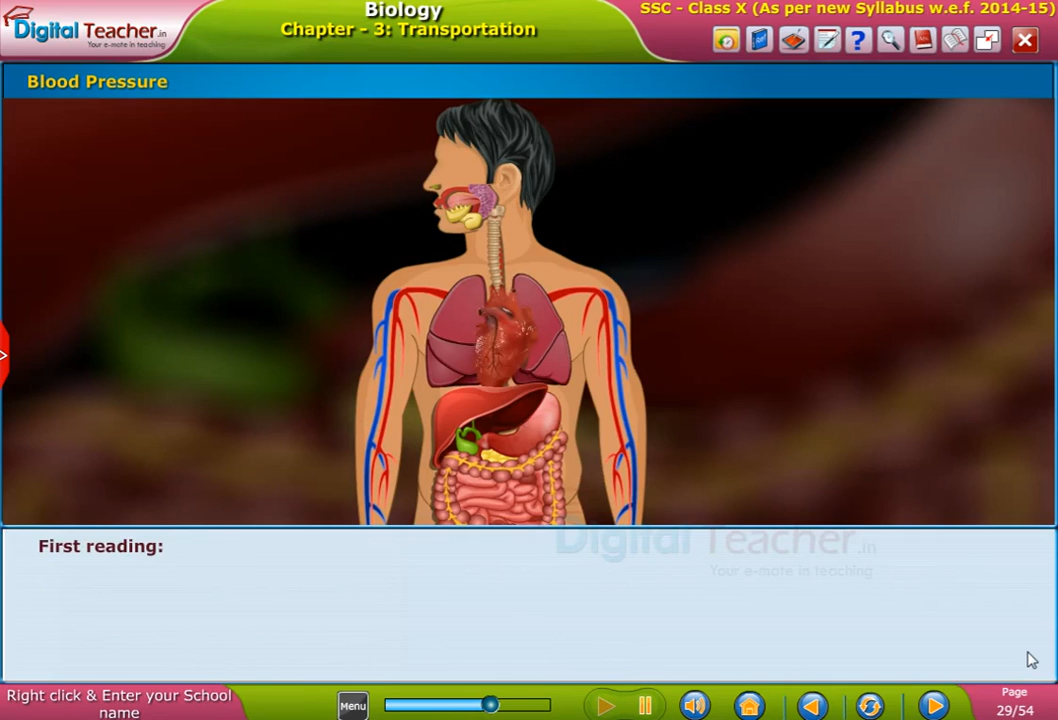 Digital Teacher.in
Your e-mate in teaching
Biology
Chapter - 3: Transportation
SSC - Class X (As per new Syllabus w.e.f. 2014-15)
?
X
Blood Pressure
First reading:
Digital Teacher.in
Your e-mate in teaching
Right click & Enter your School
name
Menu
Page
29/54